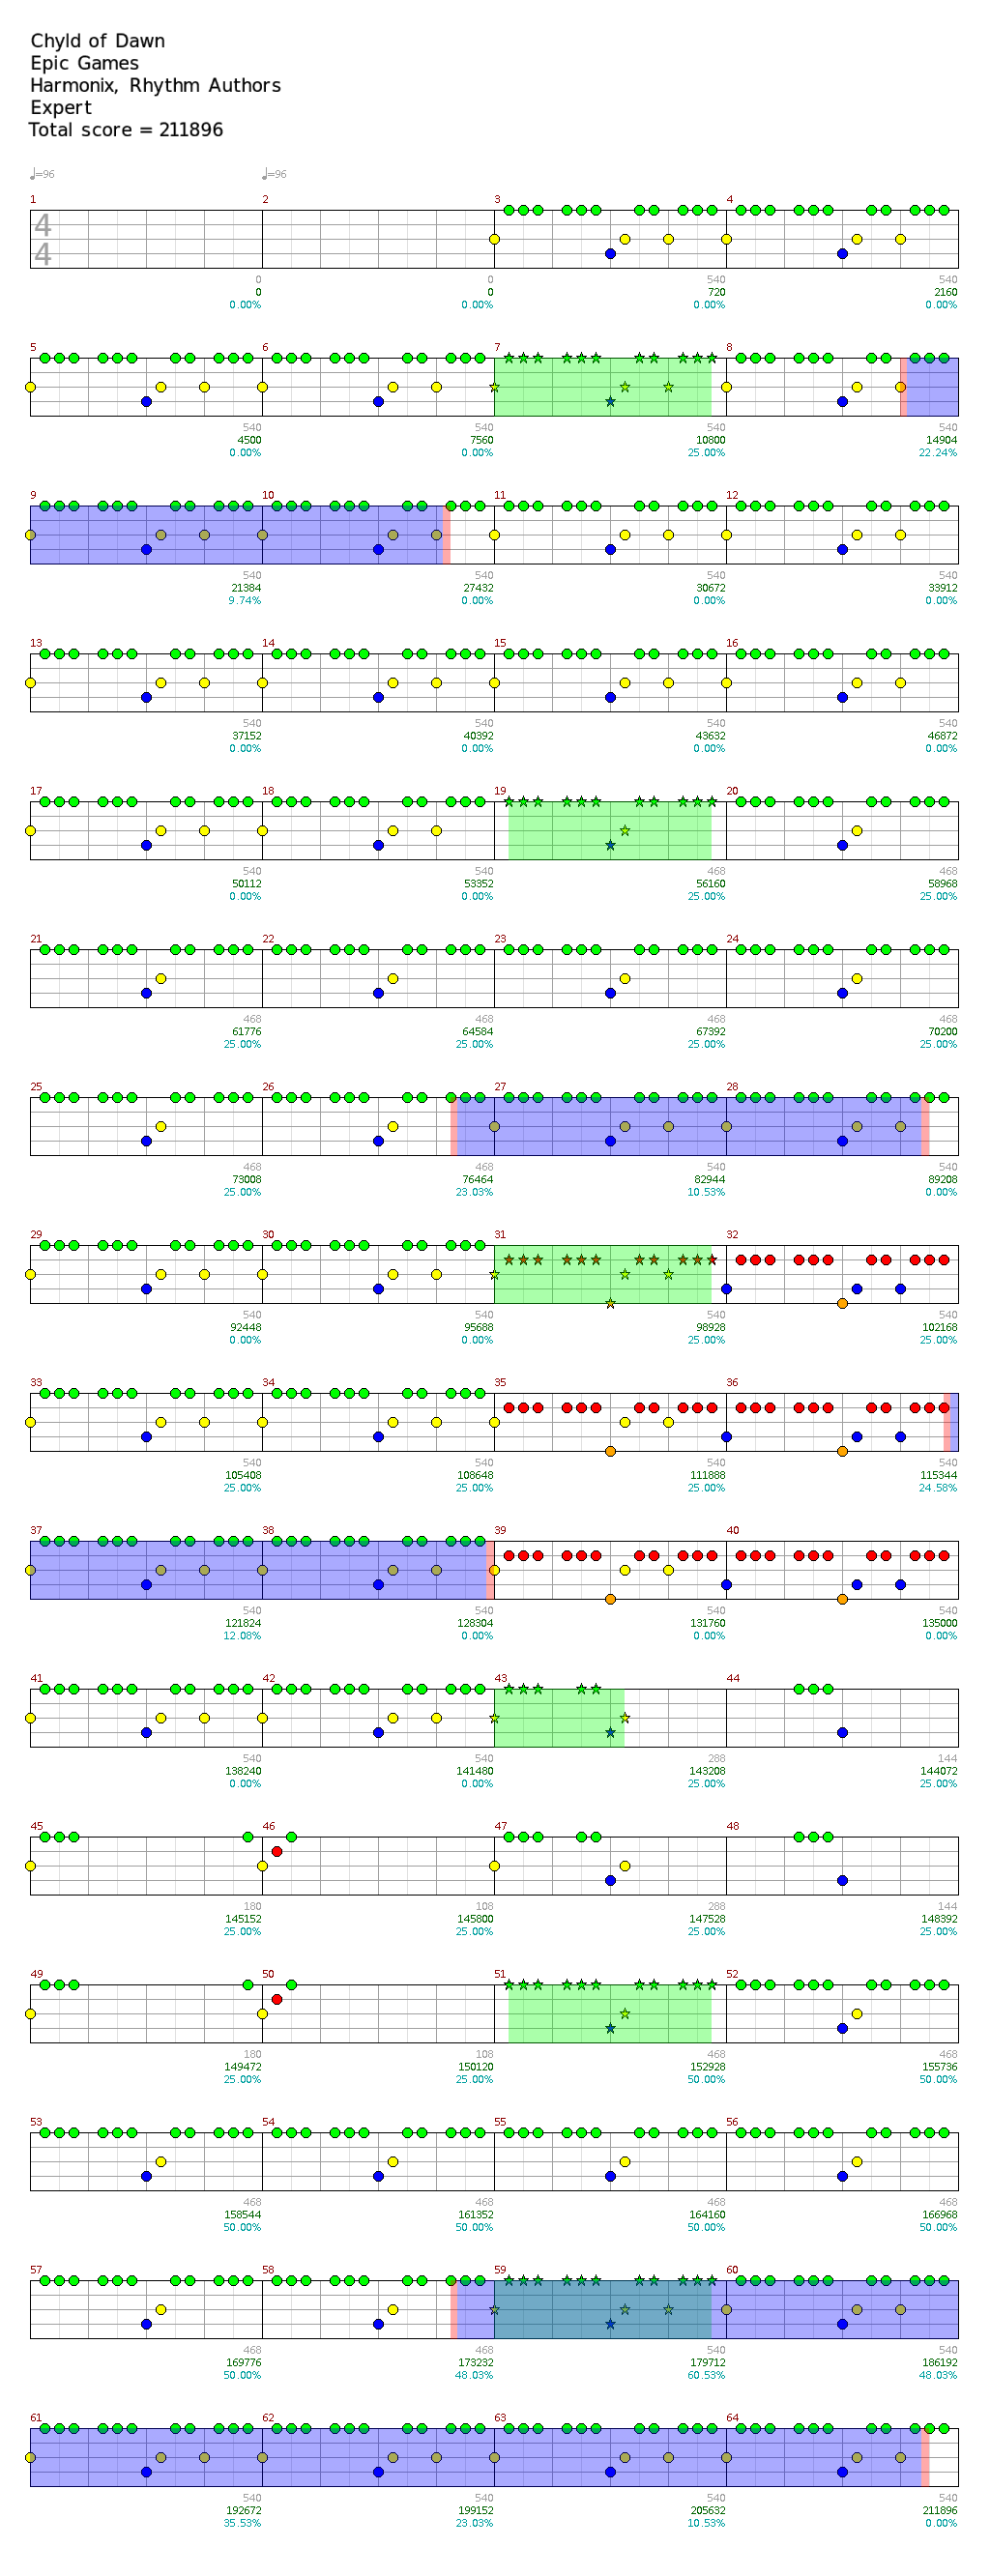 Chyld of Dawn
Epic Games
Harmonix, Rhythm Authors
Expert
Total score = 211896
♩=96 ♩=96
1 2 3 4
4
4
0 0 540 540
0 0 720 2160
0.00% 0.00% 0.00% 0.00%
5 6 7 8
540 540 540 540
4500 7560 10800 14904
0.00% 0.00% 25.00% 22.24%
9 10 11 12
540 540 540 540
21384 27432 30672 33912
9.74% 0.00% 0.00% 0.00%
13 14 15 16
540 540 540 540
37152 40392 43632 46872
0.00% 0.00% 0.00% 0.00%
17 18 19 20
540 540 468 468
50112 53352 56160 58968
0.00% 0.00% 25.00% 25.00%
21 22 23 24
468 468 468 468
61776 64584 67392 70200
25.00% 25.00% 25.00% 25.00%
25 26 27 28
468 468 540 540
73008 76464 82944 89208
25.00% 23.03% 10.53% 0.00%
29 30 31 32
540 540 540 540
92448 95688 98928 102168
0.00% 0.00% 25.00% 25.00%
33 34 35 36
540 540 540 540
105408 108648 111888 115344
25.00% 25.00% 25.00% 24.58%
37 38 39 40
540 540 540 540
121824 128304 131760 135000
12.08% 0.00% 0.00% 0.00%
41 42 43 44
540 540 288 144
138240 141480 143208 144072
0.00% 0.00% 25.00% 25.00%
45 46 47 48
180 108 288 144
145152 145800 147528 148392
25.00% 25.00% 25.00% 25.00%
49 50 51 52
180 108 468 468
149472 150120 152928 155736
25.00% 25.00% 50.00% 50.00%
53 54 55 56
468 468 468 468
158544 161352 164160 166968
50.00% 50.00% 50.00% 50.00%
57 58 59 60
468 468 540 540
169776 173232 179712 186192
50.00% 48.03% 60.53% 48.03%
61 62 63 64
540 540 540 540
192672 199152 205632 211896
35.53% 23.03% 10.53% 0.00%